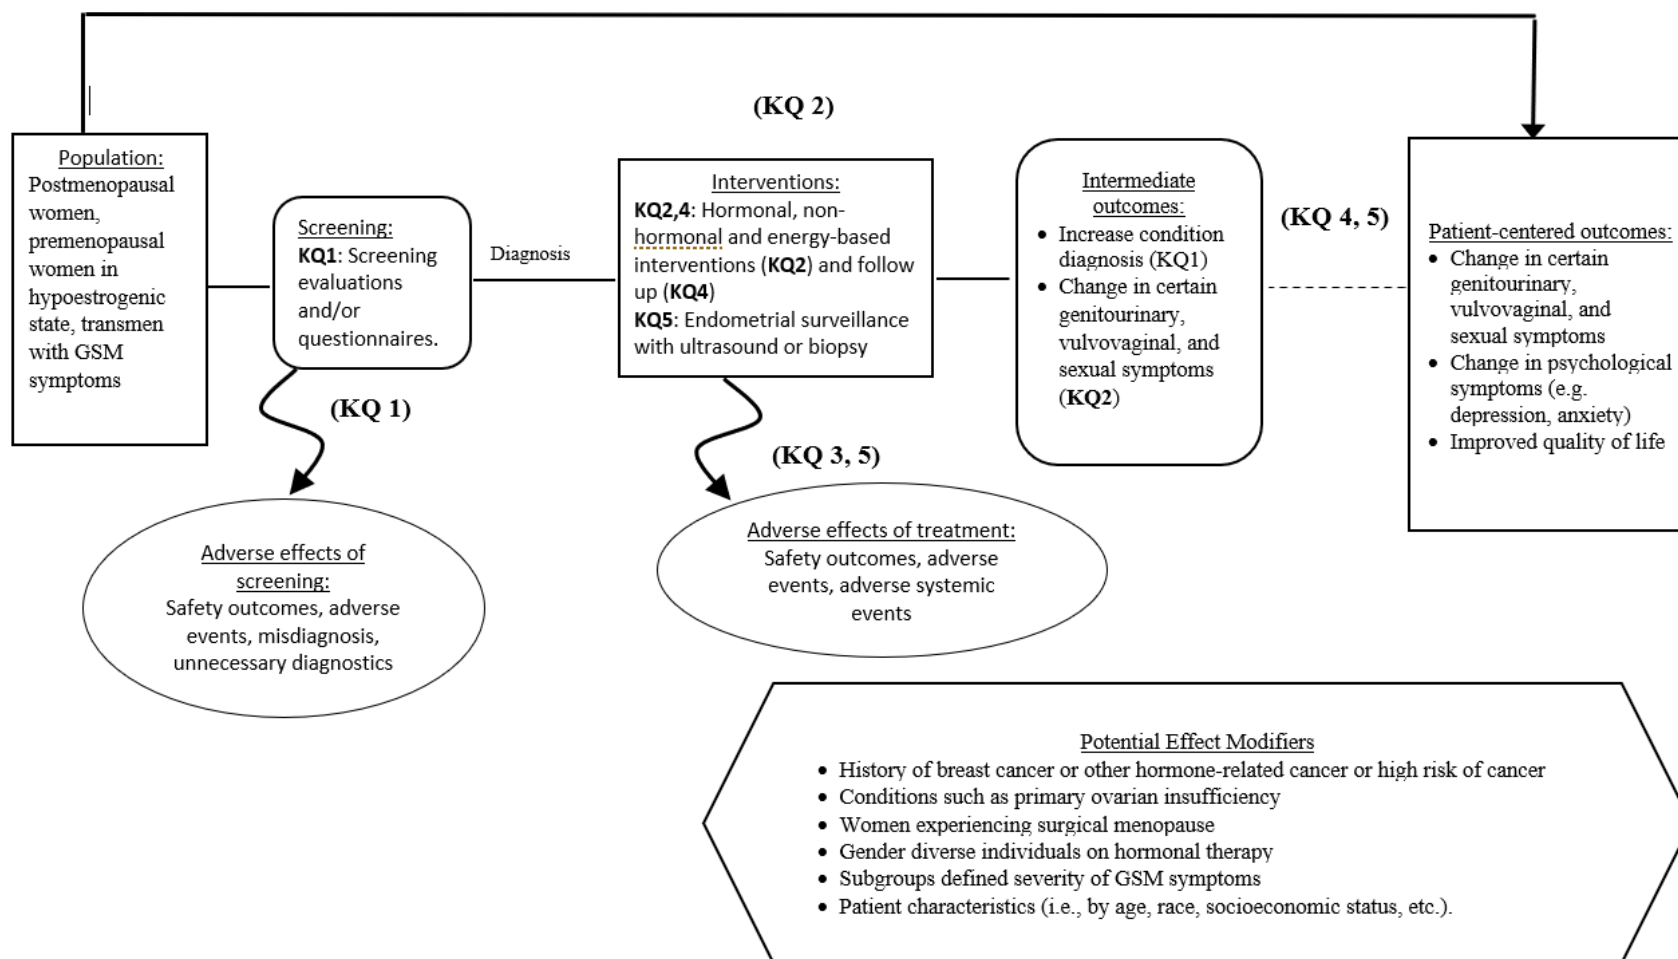 (KQ 2)
Population:
Postmenopausal
women,
premenopausal
women in
hypoestrogenic
state, transmen
with GSM
symptoms
Screening:
KQ1: Screening
evaluations
and/or
questionnaires.
Diagnosis
Interventions:
KQ2,4: Hormonal, non-
hormonal and energy-based
interventions (KQ2) and follow
up (KQ4)
KQ5: Endometrial surveillance
with ultrasound or biopsy
Intermediate
outcomes:
• Increase condition
diagnosis (KQ1)
• Change in certain
genitourinary,
vulvovaginal, and
sexual symptoms
(KQ2)
(KQ 4, 5)
Patient-centered outcomes:
• Change in certain
genitourinary,
vulvovaginal, and
sexual symptoms
• Change in psychological
symptoms (e.g.
depression, anxiety)
• Improved quality of life
(KQ 1)
(KQ 3, 5)
Adverse effects of
screening:
Safety outcomes, adverse
events, misdiagnosis,
unnecessary diagnostics
Adverse effects of treatment:
Safety outcomes, adverse
events, adverse systemic
events
Potential Effect Modifiers
• History of breast cancer or other hormone-related cancer or high risk of cancer
• Conditions such as primary ovarian insufficiency
• Women experiencing surgical menopause
• Gender diverse individuals on hormonal therapy
• Subgroups defined severity of GSM symptoms
• Patient characteristics (i.e., by age, race, socioeconomic status, etc.).